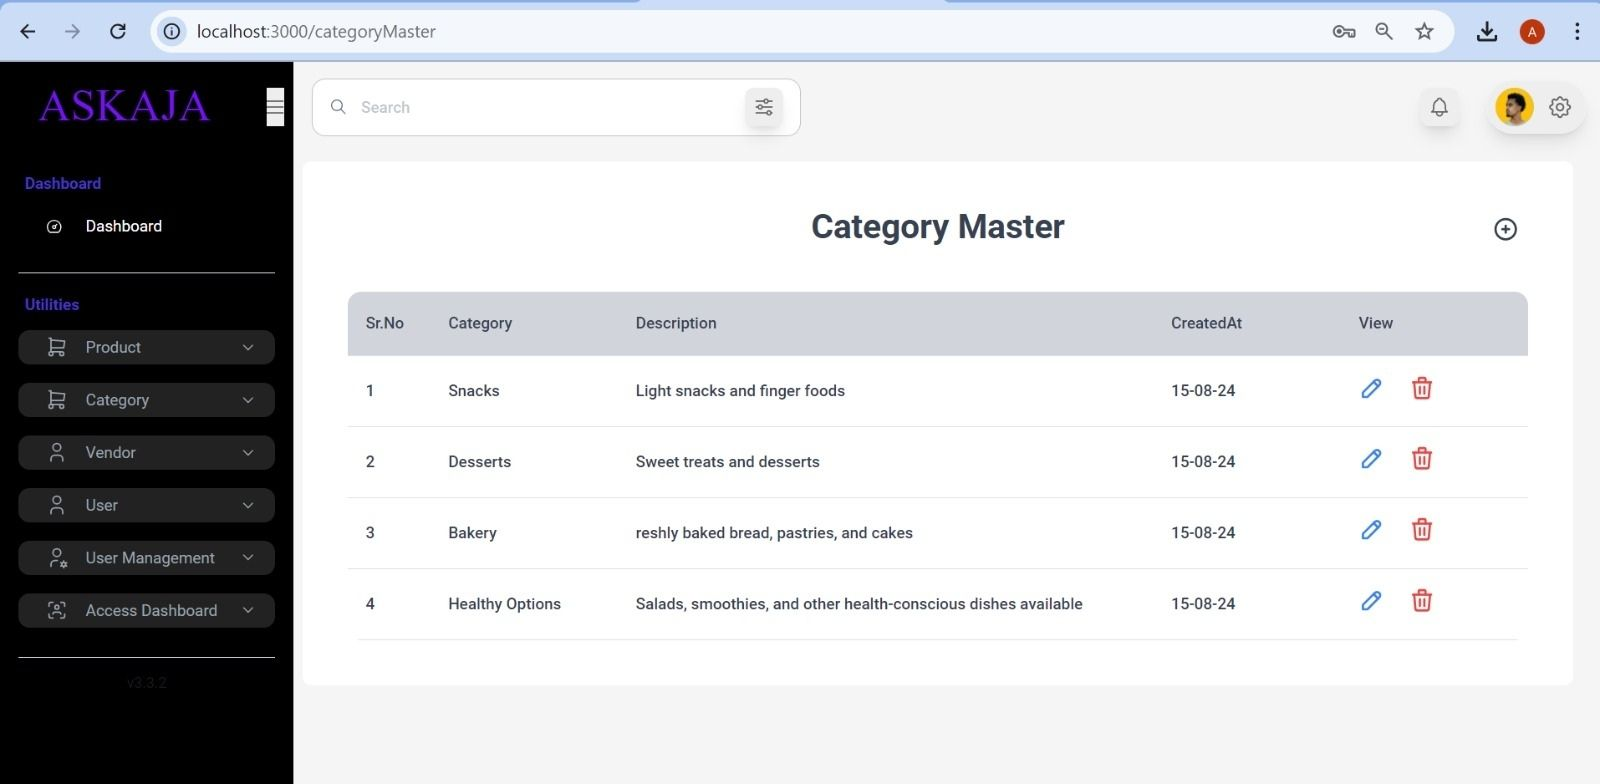 localhost:3000/categoryMaster
A
ASKAJA
Search
Dashboard
Dashboard
Utilities
Product
Category
Vendor
User
User Management
Access Dashboard
v3.3.2
Category Master
Sr.No Category Description CreatedAt View
1 Snacks Light snacks and finger foods 15-08-24
2 Desserts Sweet treats and desserts 15-08-24
3 Bakery reshly baked bread, pastries, and cakes 15-08-24
4 Healthy Options Salads, smoothies, and other health-conscious dishes available 15-08-24